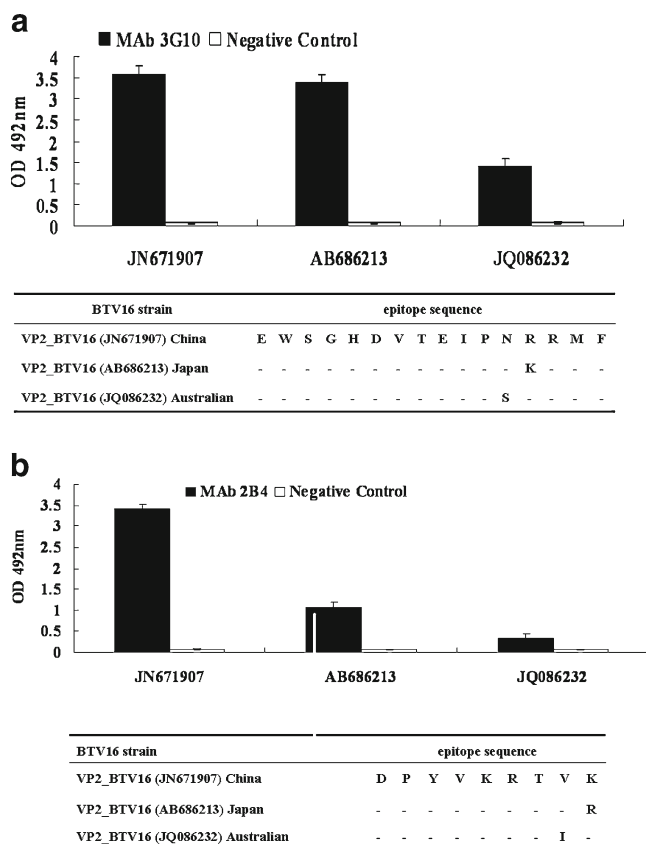 a
MAb 3G10 Negative Control
4
3.5
3
2.5
2
1.5
1
0.5
0
OD 492nm
JN671907 AB686213 JQ086232
BTV16 strain epitope sequence
VP2_BTV16 (JN671907) China E W S G H D V T E I P N R R M F
VP2_BTV16 (AB686213) Japan - - - - - - - - - - - - K - - -
VP2_BTV16 (JQ086232) Australian - - - - - - - - - - - S - - - -
b
MAb 2B4 Negative Control
4
3.5
3
2.5
2
1.5
1
0.5
0
OD 492nm
JN671907 AB686213 JQ086232
BTV16 strain epitope sequence
VP2_BTV16 (JN671907) China D P Y V K R T V K
VP2_BTV16 (AB686213) Japan - - - - - - - - R
VP2_BTV16 (JQ086232) Australian - - - - - - - I -